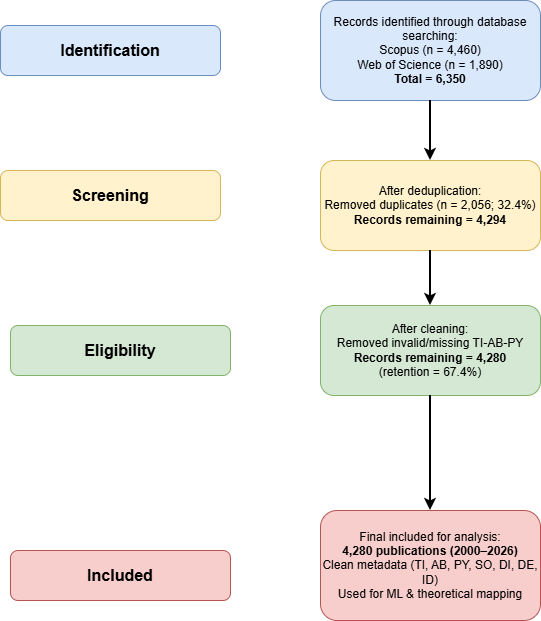 Identification
Records identified through database
searching:
Scopus (n = 4,460)
Web of Science (n = 1,890)
Total = 6,350
Screening
After deduplication:
Removed duplicates (n = 2,056; 32.4%)
Records remaining = 4,294
Eligibility
After cleaning:
Removed invalid/missing TI-AB-PY
Records remaining = 4,280
(retention = 67.4%)
Included
Final included for analysis:
4,280 publications (2000–2026)
Clean metadata (TI, AB, PY, SO, DI, DE,
ID)
Used for ML & theoretical mapping